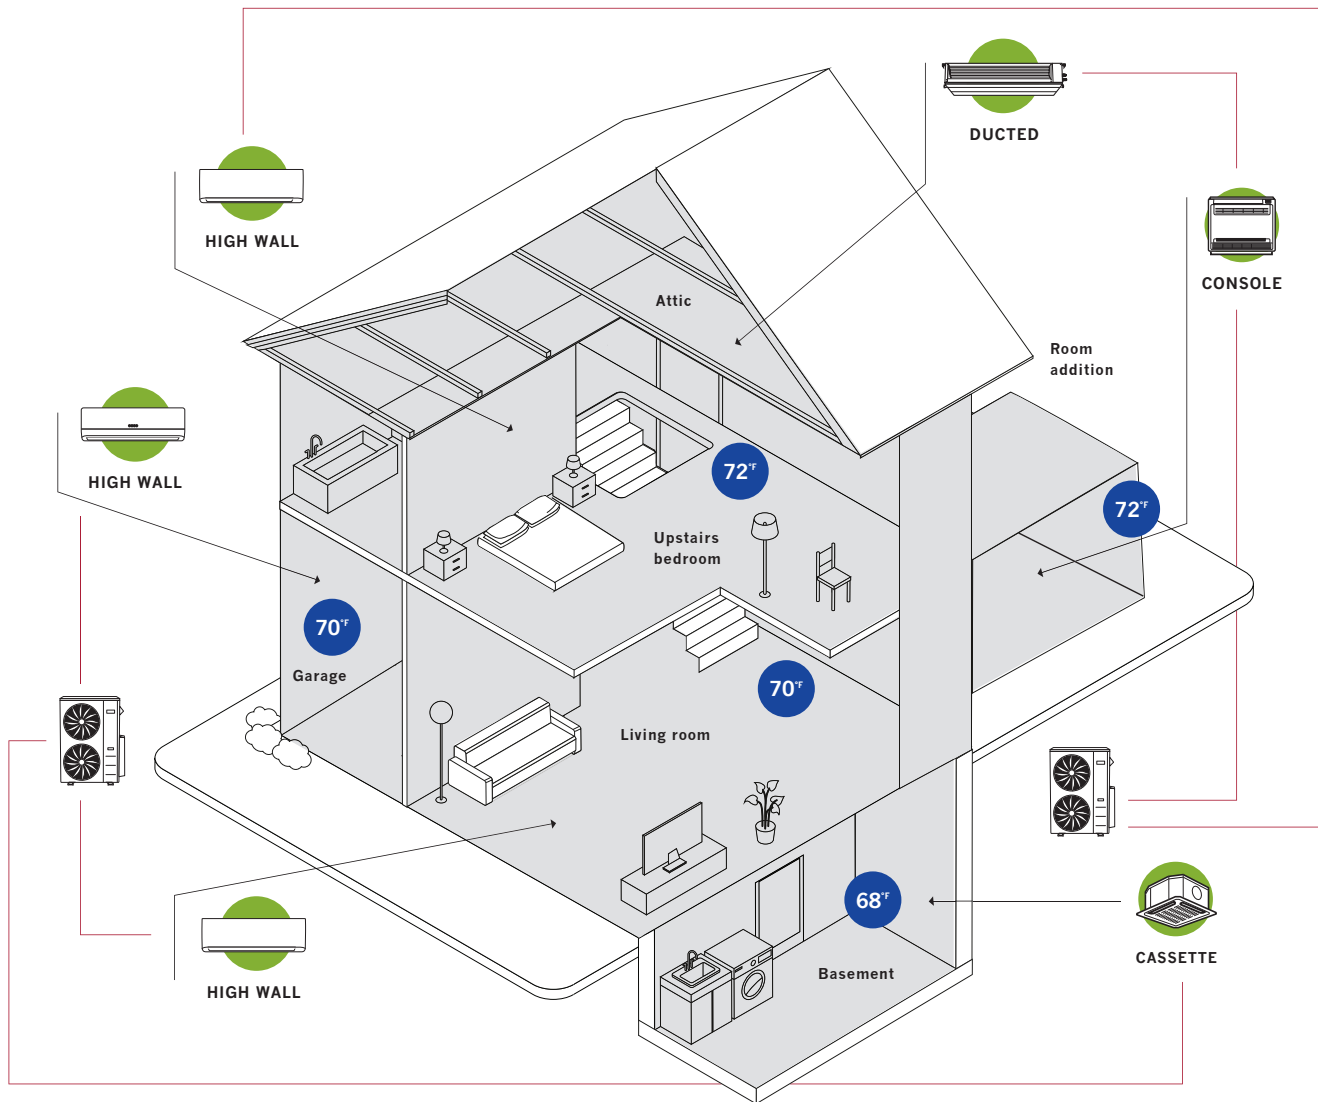 DUCTED
HIGH WALL
CONSOLE
Attic
Room
addition
HIGH WALL
72°F
72°F
Upstairs
bedroom
70°F
Garage
70°F
Living room
68°F
Basement
CASSETTE
HIGH WALL